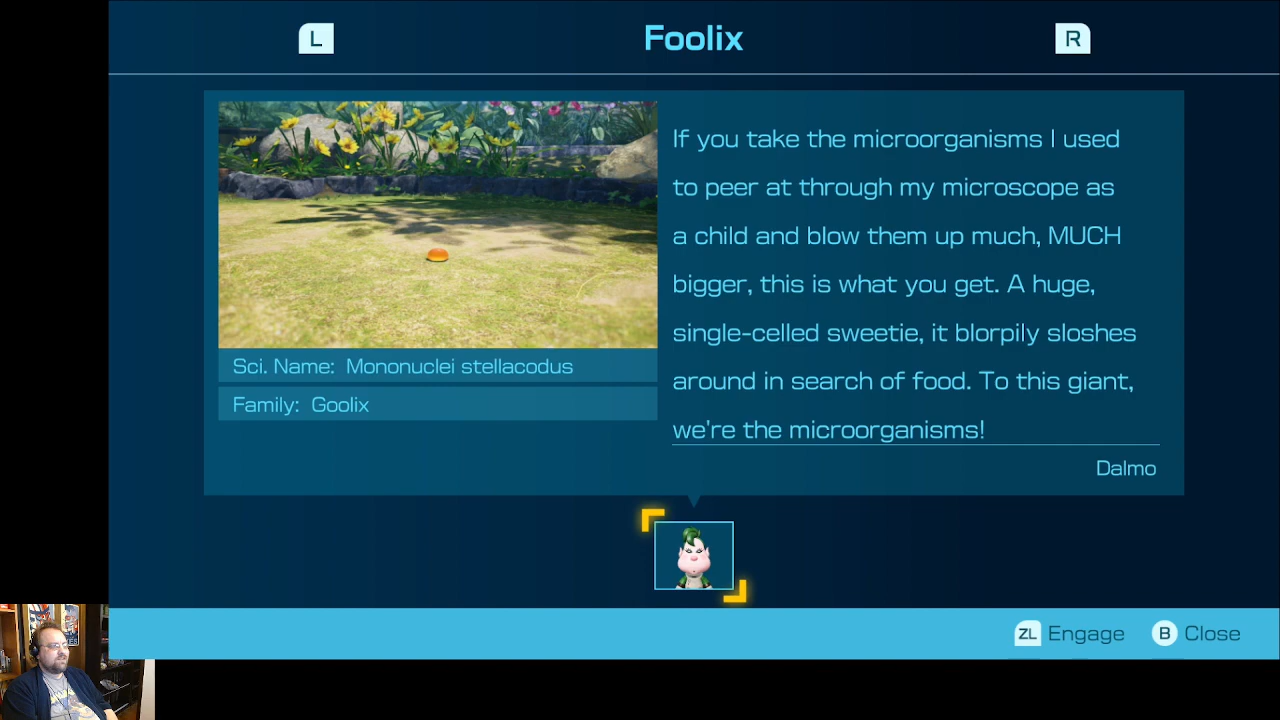 L
Foolix
R
If you take the microorganisms I used
to peer at through my microscope as
a child and blow them up much, MUCH
bigger, this is what you get. A huge,
single-celled sweetie, it blorpily sloshes
around in search of food. To this giant,
we're the microorganisms!
Dalmo
Sci. Name: Mononuclei stellacodus
Family: Goolix
ZL Engage B Close